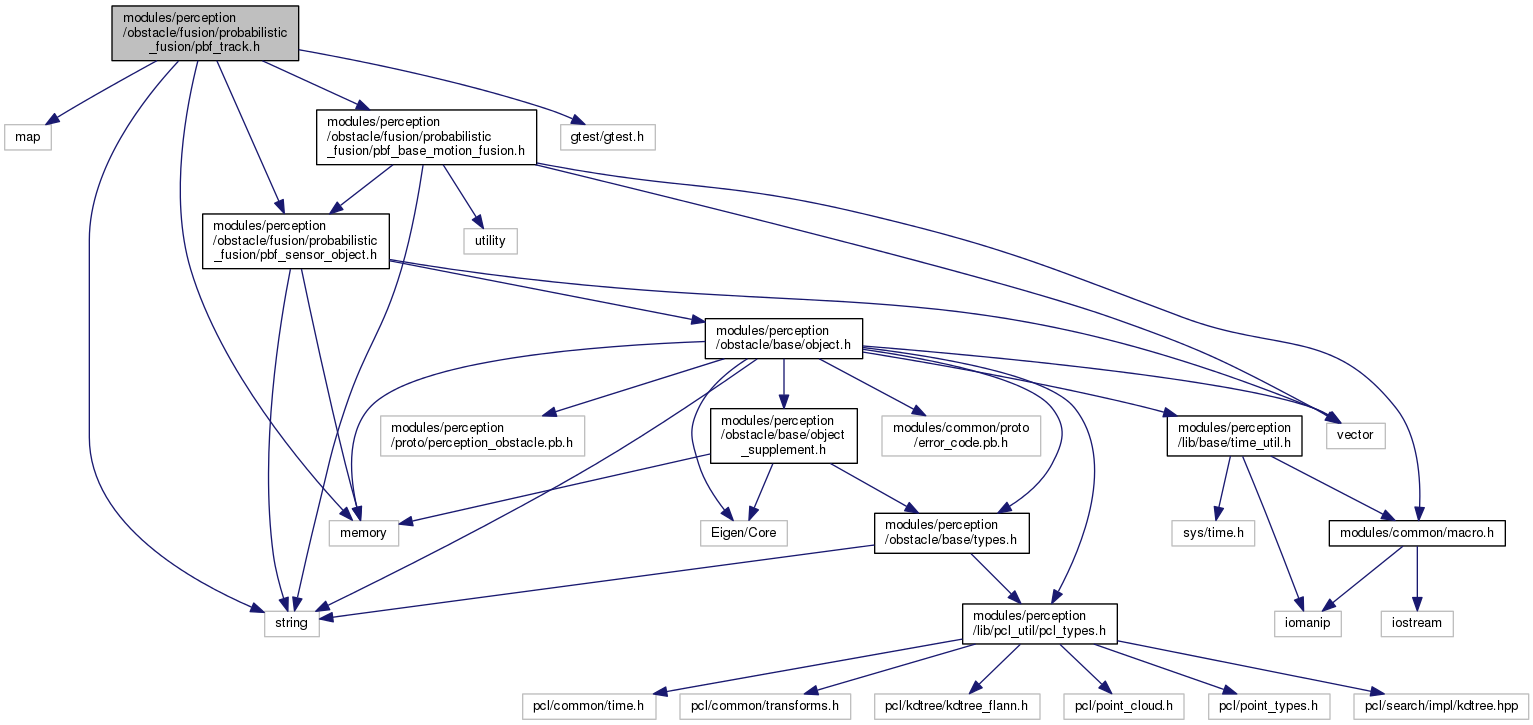 modules/perception
/obstacle/fusion/probabilistic
_fusion/pbf_track.h
map
modules/perception
/obstacle/fusion/probabilistic
_fusion/pbf_base_motion_fusion.h
gtest/gtest.h
modules/perception
/obstacle/fusion/probabilistic
_fusion/pbf_sensor_object.h
utility
modules/perception
/obstacle/base/object.h
modules/perception
/proto/perception_obstacle.pb.h
modules/perception
/obstacle/base/object
_supplement.h
modules/common/proto
/error_code.pb.h
modules/perception
/lib/base/time_util.h
vector
memory
Eigen/Core
modules/perception
/obstacle/base/types.h
sys/time.h
modules/common/macro.h
string
modules/perception
/lib/pcl_util/pcl_types.h
iomanip
iostream
pcl/common/time.h
pcl/common/transforms.h
pcl/kdtree/kdtree_flann.h
pcl/point_cloud.h
pcl/point_types.h
pcl/search/impl/kdtree.hpp